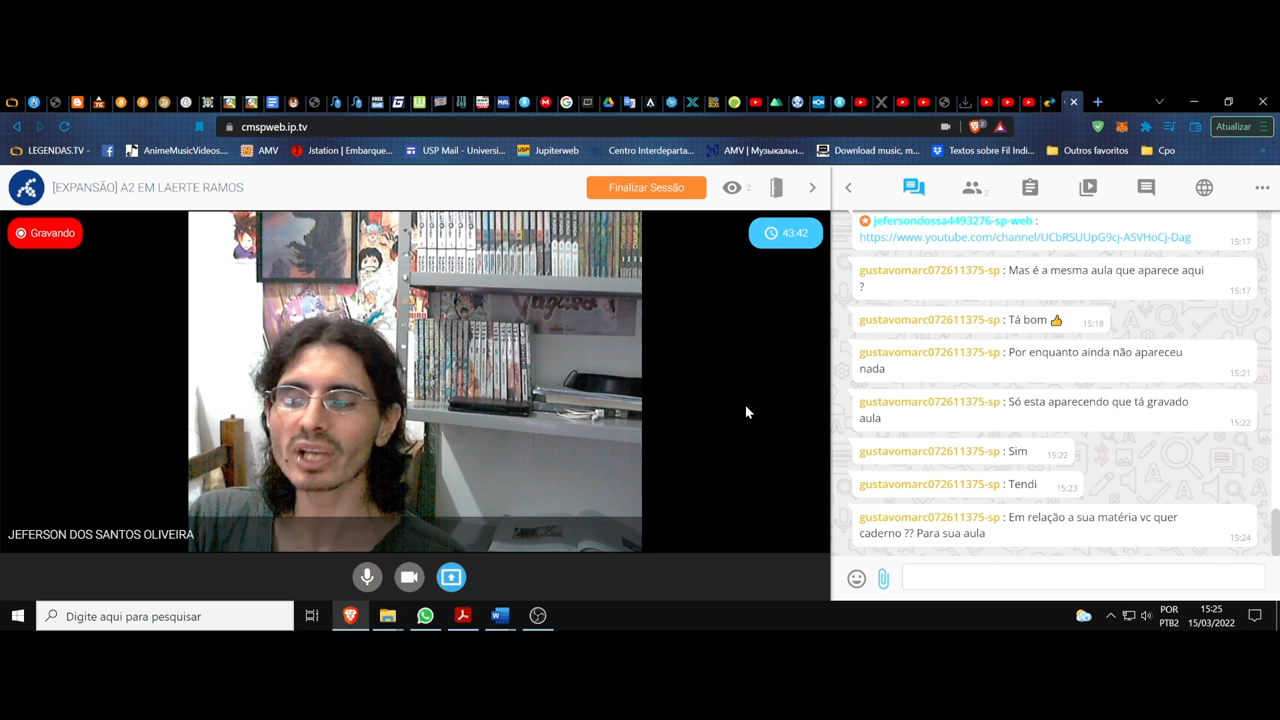 cmspweb.ip.tv
2
Atualizar
LEGENDAS.TV -
AnimeMusicVideos....
AMV
Jstation | Embarque...
USP Mail - Universi...
Jupiterweb
Centro Interdeparta...
AMV | Музыкальн...
Download music, m...
Textos sobre Fil Indi...
Outros favoritos
Cpo
[EXPANSÃO] A2 EM LAERTE RAMOS
Finalizar Sessão
2
2
Gravando
43:42
JEFERSON DOS SANTOS OLIVEIRA
jefersondossa4493276-sp-web :
https://www.youtube.com/channel/UCbRSUUpG9cj-ASVHoCj-Dag
15:17
gustavomarc072611375-sp : Mas é a mesma aula que aparece aqui
?
15:17
gustavomarc072611375-sp : Tá bom 👍
15:18
gustavomarc072611375-sp : Por enquanto ainda não apareceu
nada
15:21
gustavomarc072611375-sp : Só esta aparecendo que tá gravado
aula
15:22
gustavomarc072611375-sp : Sim
15:22
gustavomarc072611375-sp : Tendi
15:23
gustavomarc072611375-sp : Em relação a sua matéria vc quer
caderno ?? Para sua aula
15:24
Digite aqui para pesquisar
POR
PTB2
15:25
15/03/2022